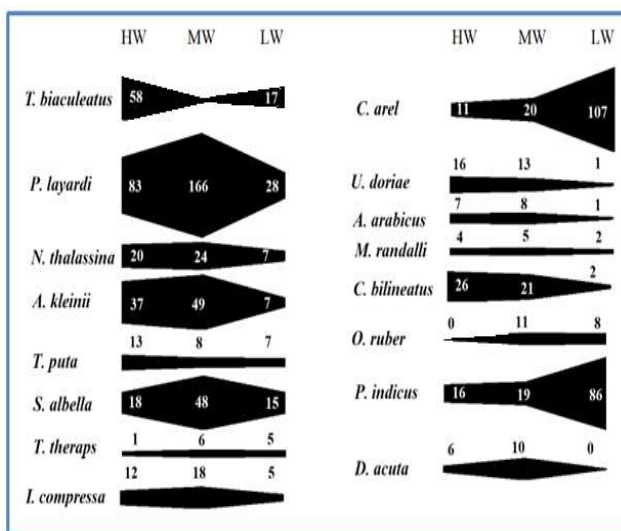 HW MW LW
T. biaculeatus 58 17
P. layardi 83 166 28
N. thalassina 20 24 7
A. kleinii 37 49 7
13 8 7
T. puta
S. albella 18 48 15
1 6 5
T. theraps
12 18 5
I. compressa
HW MW LW
C. arel 11 20 107
16 13 1
U. doriae
7 8 1
A. arabicus
4 5 2
M. randalli
2
C. bilineatus 26 21
0 11 8
O. ruber
P. indicus 16 19 86
6 10 0
D. acuta